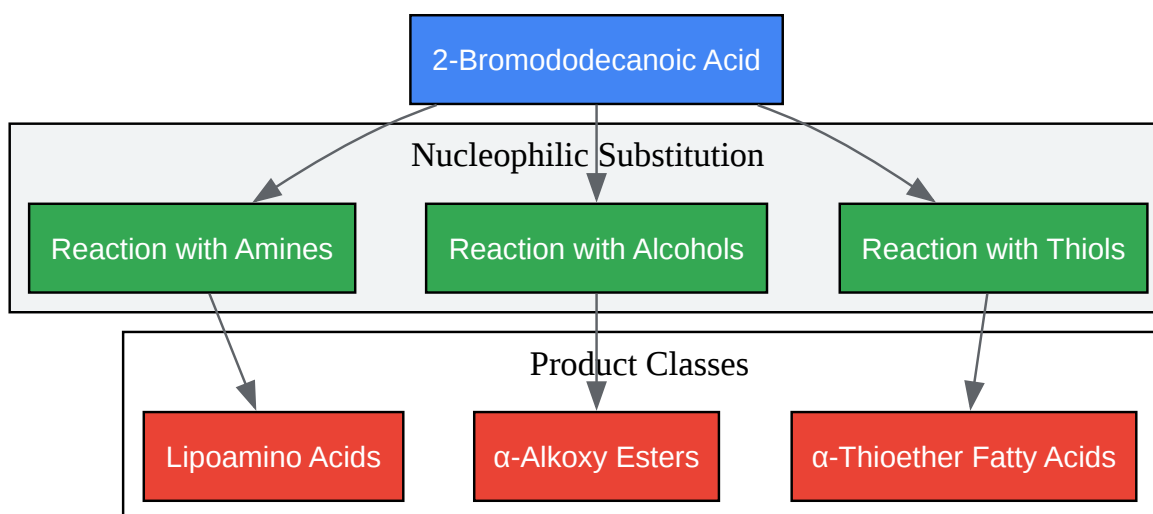 2-Bromododecanoic Acid
Nucleophilic Substitution
Reaction with Amines
Reaction with Alcohols
Reaction with Thiols
Product Classes
Lipoamino Acids
α-Alkoxy Esters
α-Thioether Fatty Acids